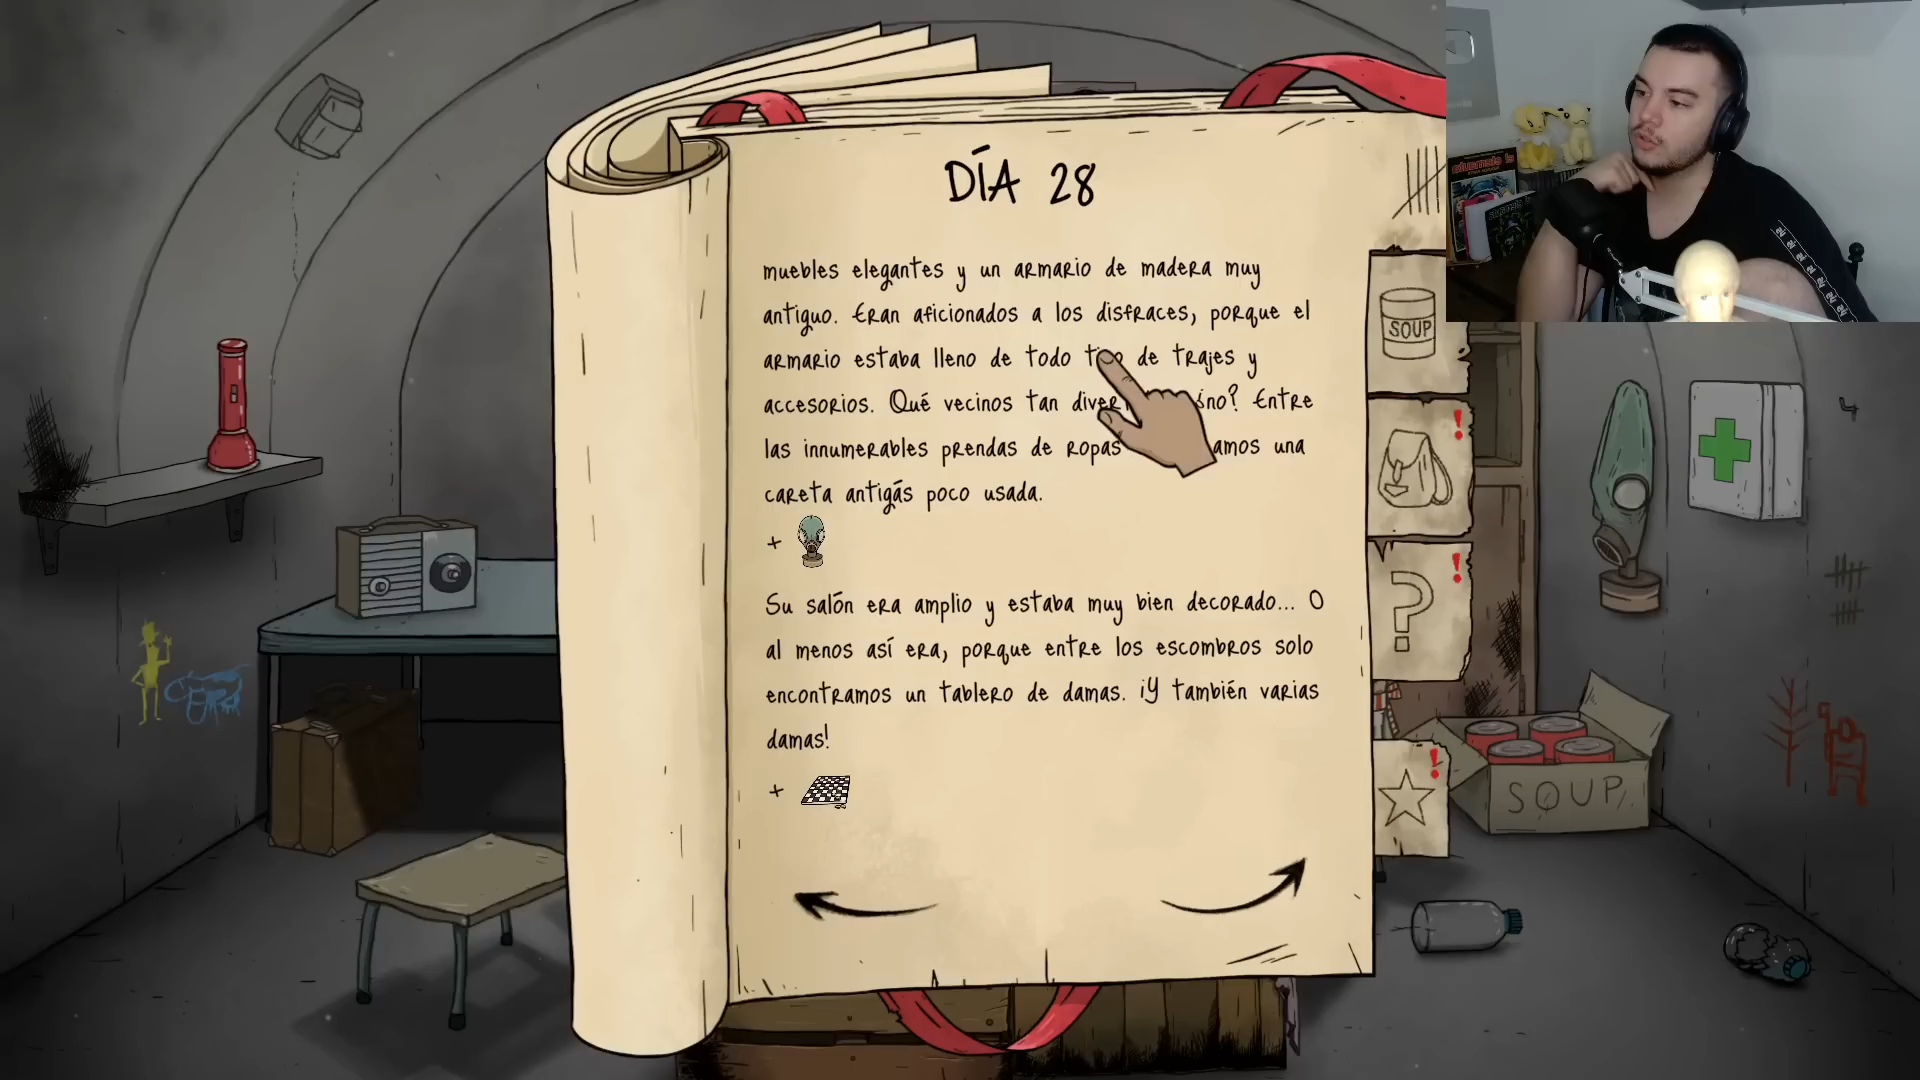 DÍA 28
muebles elegantes y un armario de madera muy
antiguo. Eran aficionados a los disfraces, porque el
armario estaba lleno de todo de trajes y
accesorios. Qué vecinos tan ¿no? Entre
las innumerables prendas de ropas una
careta antigás poco usada.
+
Su salón era amplio y estaba muy bien decorado... O
al menos así era, porque entre los escombros solo
encontramos un tablero de damas. ¡Y también varias
damas!
+
SOUP
!
!
?
!
SOUP